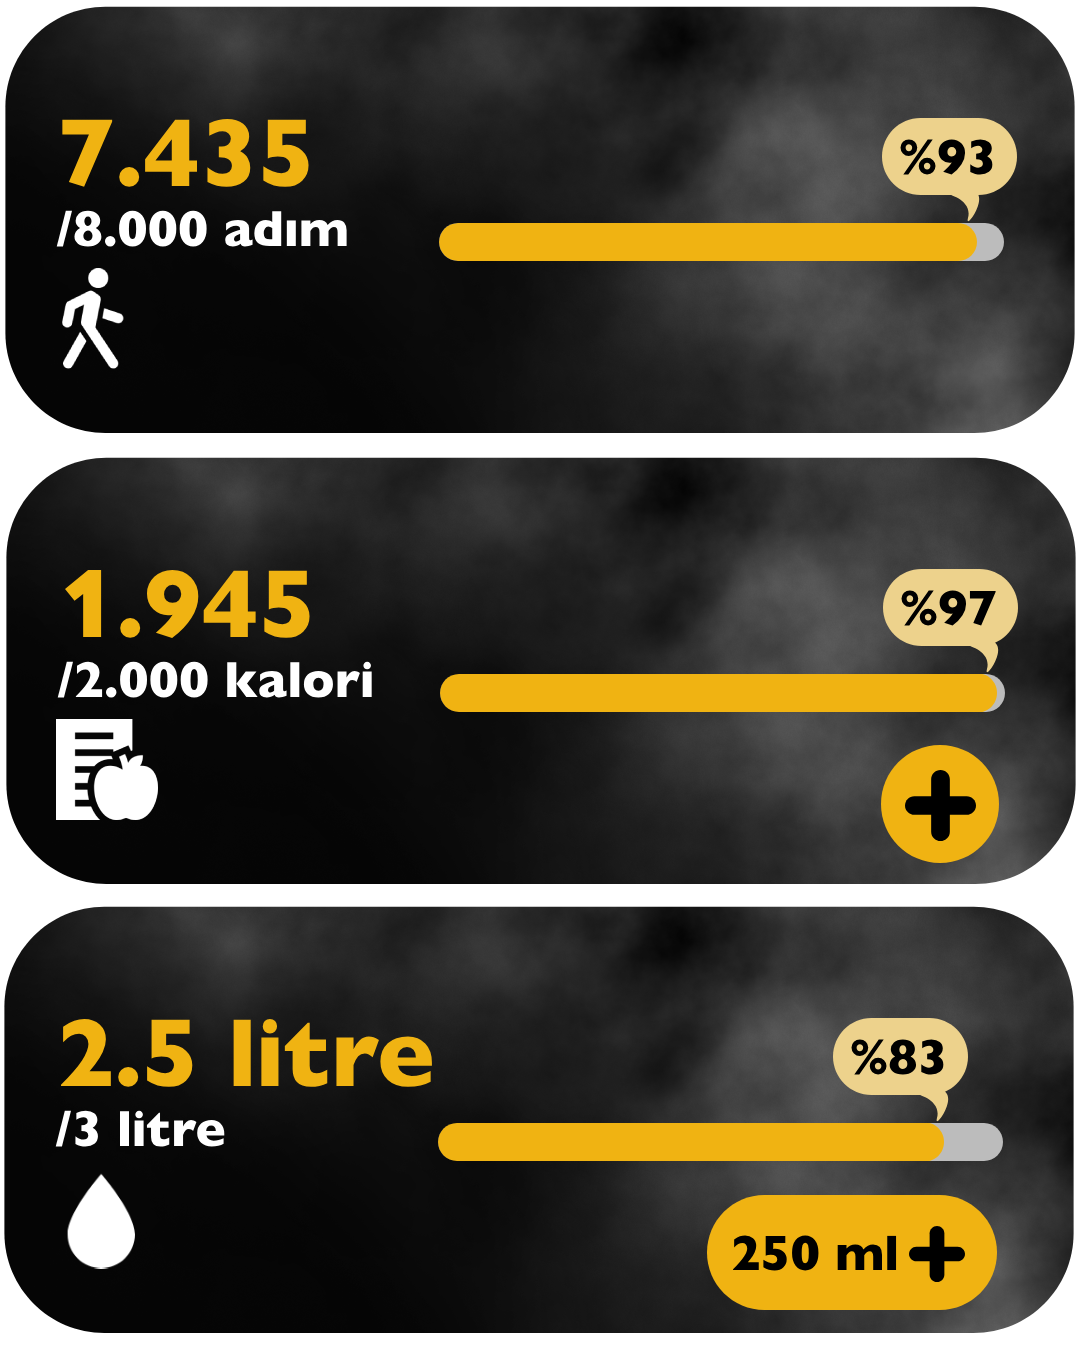 7.435
/8.000 adım
%93
1.945
/2.000 kalori
%97
2.5 litre
/3 litre
%83
250 ml